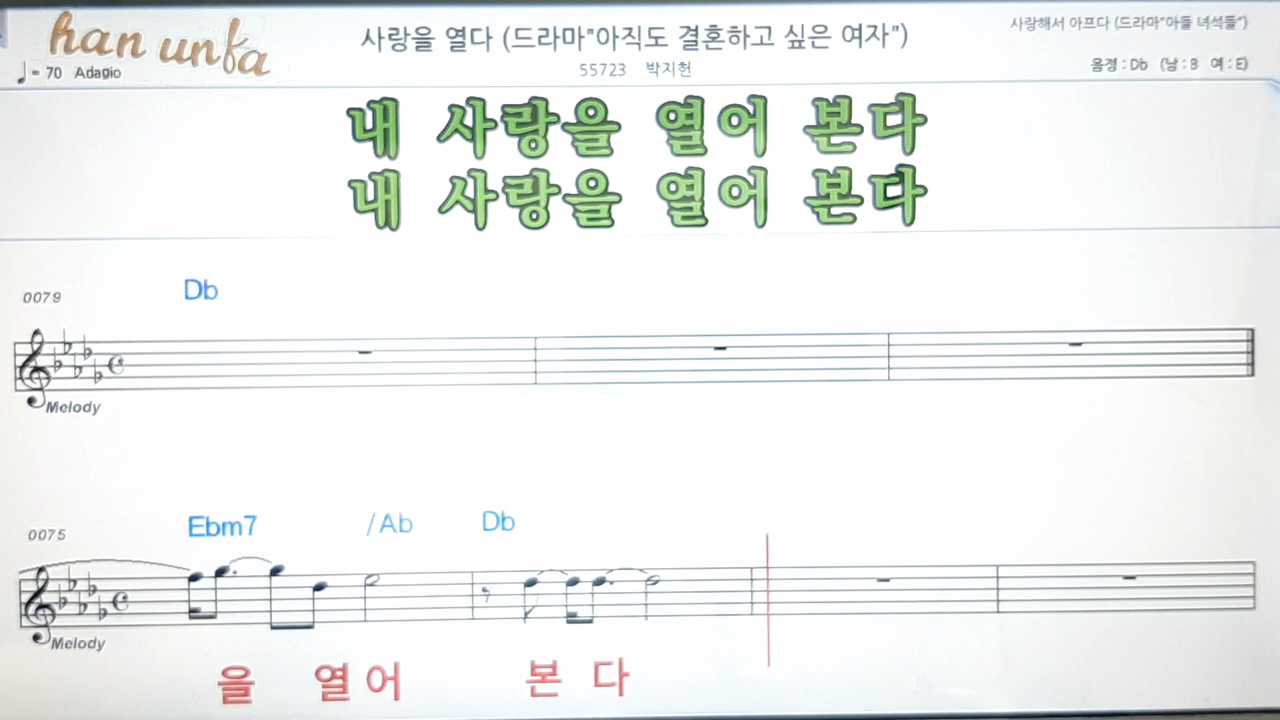 han unfa
♩= 70 Adagio
사랑을 열다 (드라마"아직도 결혼하고 싶은 여자")
55723 박지헌
사랑해서 아프다 (드라마"아들 녀석들")
음정 : Db (남 : B 여 : E)
내 사랑을 열어 본다
내 사랑을 열어 본다
0079 Db
Melody
0075 Ebm7 /Ab Db
Melody
을 열 어 본 다